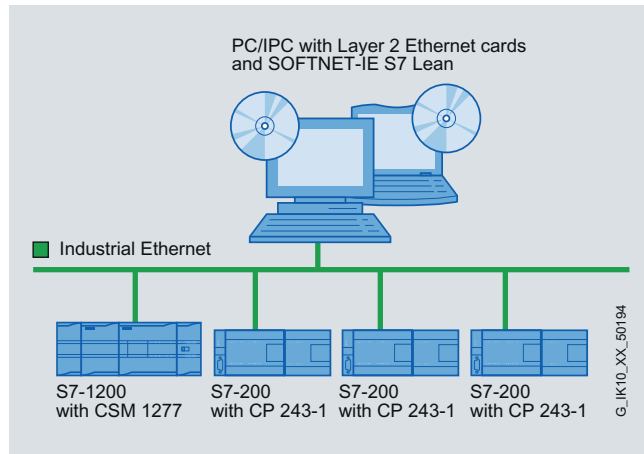 PC/IPC with Layer 2 Ethernet cards
and SOFTNET-IE S7 Lean
Industrial Ethernet
S7-1200
with CSM 1277
S7-200
with CP 243-1
S7-200
with CP 243-1
S7-200
with CP 243-1
G_IK10_XX_50194